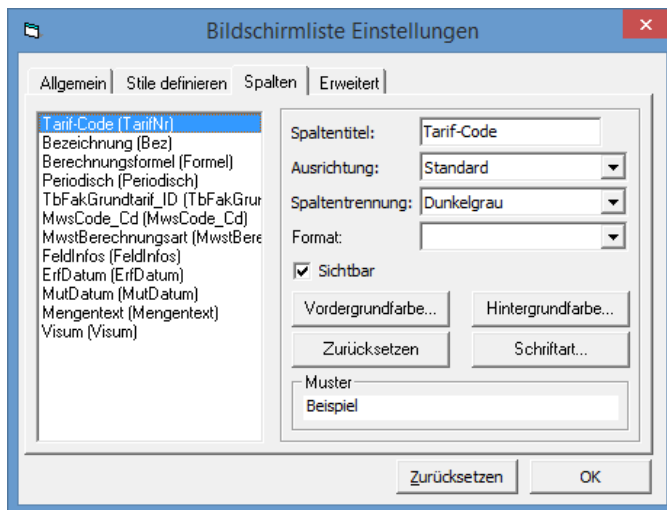 Bildschirmliste Einstellungen
Allgemein Stile definieren Spalten Erweitert
Tarif-Code (TarifNr)
Bezeichnung (Bez)
Berechnungsformel (Formel)
Periodisch (Periodisch)
TbFakGrundtarif_ID (TbFakGrun
MwsCode_Cd (MwsCode_Cd)
MwstBerechnungsart (MwstBere
FeldInfos (FeldInfos)
ErfDatum (ErfDatum)
MutDatum (MutDatum)
Mengentext (Mengentext)
Visum (Visum)
Spaltentitel: Tarif-Code
Ausrichtung: Standard
Spaltentrennung: Dunkelgrau
Format:
Sichtbar
Vordergrundfarbe... Hintergrundfarbe...
Zurücksetzen Schriftart...
Muster
Beispiel
Zurücksetzen OK